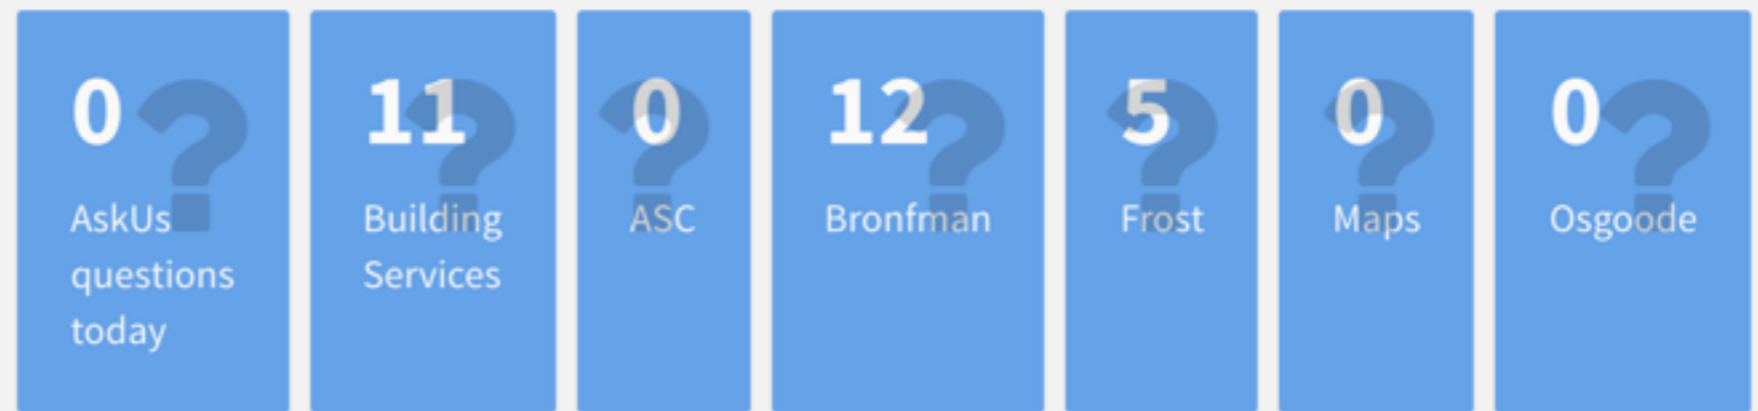 0
AskUs
questions
today
11
Building
Services
0
ASC
12
Bronfman
5
Frost
0
Maps
0
Osgoode